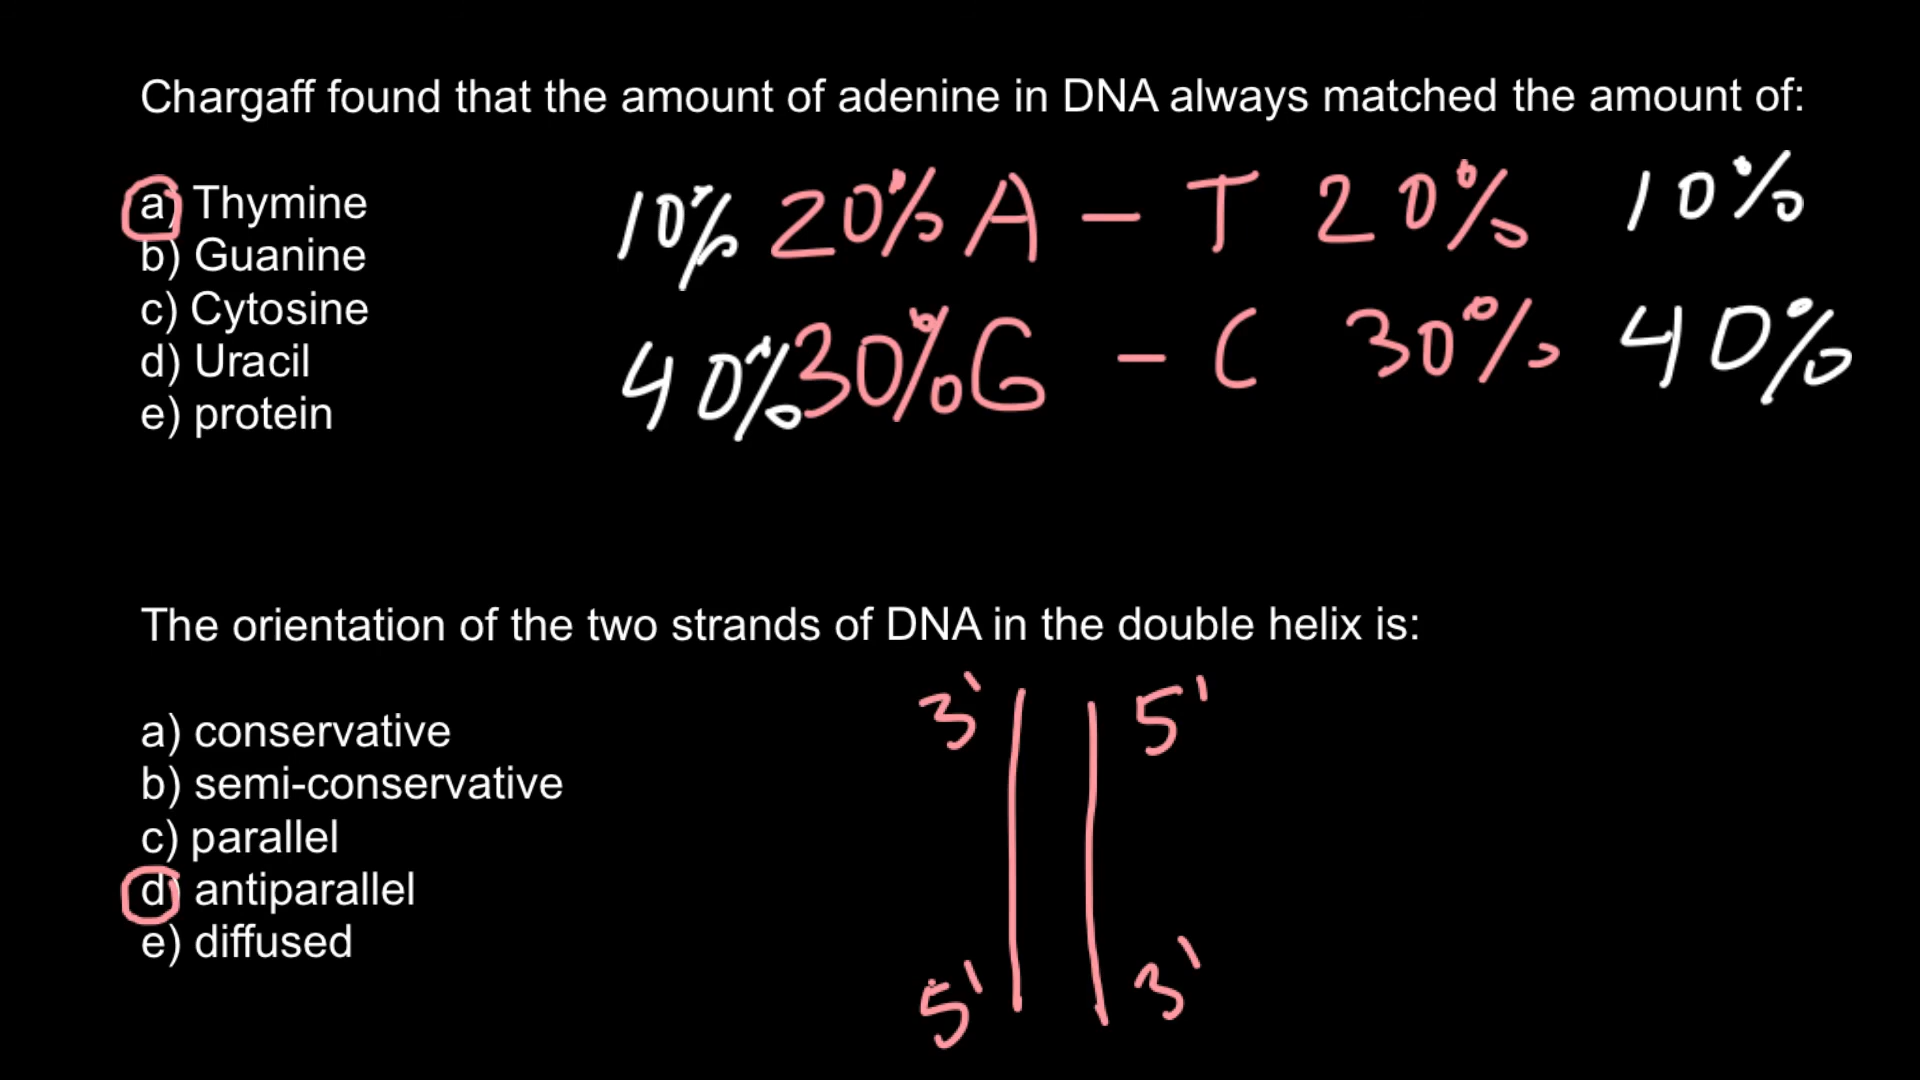 Chargaff found that the amount of adenine in DNA always matched the amount of:
a) Thymine
b) Guanine
c) Cytosine
d) Uracil
e) protein
10% 20% A - T 20% 10%
40% 30% G - C 30% 40%
The orientation of the two strands of DNA in the double helix is:
a) conservative
b) semi-conservative
c) parallel
d) antiparallel
e) diffused
3' 5'
5' 3'